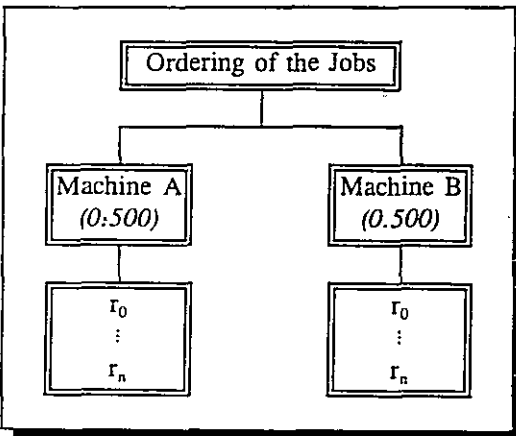 Ordering of the Jobs
Machine A
(0:500)
Machine B
(0.500)
r₀
⋮
rₙ
r₀
⋮
rₙ